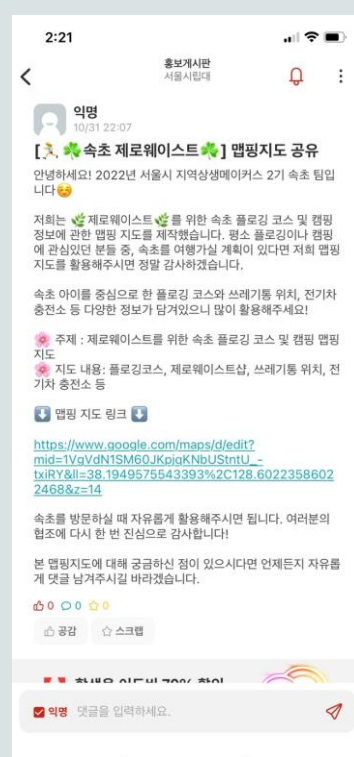 2:21
홍보게시판
서울시립대
익명
10/31 22:07
[🏃 ☘속초 제로웨이스트☘] 맵핑지도 공유
안녕하세요! 2022년 서울시 지역상생메이커스 2기 속초 팀입
니다😊
저희는 🌿제로웨이스트🌿를 위한 속초 플로깅 코스 및 캠핑
정보에 관한 맵핑 지도를 제작했습니다. 평소 플로깅이나 캠핑
에 관심있던 분들 중, 속초를 여행가실 계획이 있다면 저희 맵핑
지도를 활용해주시면 정말 감사하겠습니다.
속초 아이를 중심으로 한 플로깅 코스와 쓰레기통 위치, 전기차
충전소 등 다양한 정보가 담겨있으니 많이 활용해주세요!
🌸 주제 : 제로웨이스트를 위한 속초 플로깅 코스 및 캠핑 맵핑
지도
🌸 지도 내용: 플로깅코스, 제로웨이스트샵, 쓰레기통 위치, 전
기차 충전소 등
⬇ 맵핑 지도 링크 ⬇
https://www.google.com/maps/d/edit?
mid=1VqVdN1SM60JKpjqKNbUStntU_-
txiRY&ll=38.1949575543393%2C128.6022358602
2468&z=14
속초를 방문하실 때 자유롭게 활용해주시면 됩니다. 여러분의
협조에 다시 한 번 진심으로 감사합니다!
본 맵핑지도에 대해 궁금하신 점이 있으시다면 언제든지 자유롭
게 댓글 남겨주시길 바라겠습니다.
0 0 0
공감 스크랩
익명 댓글을 입력하세요.